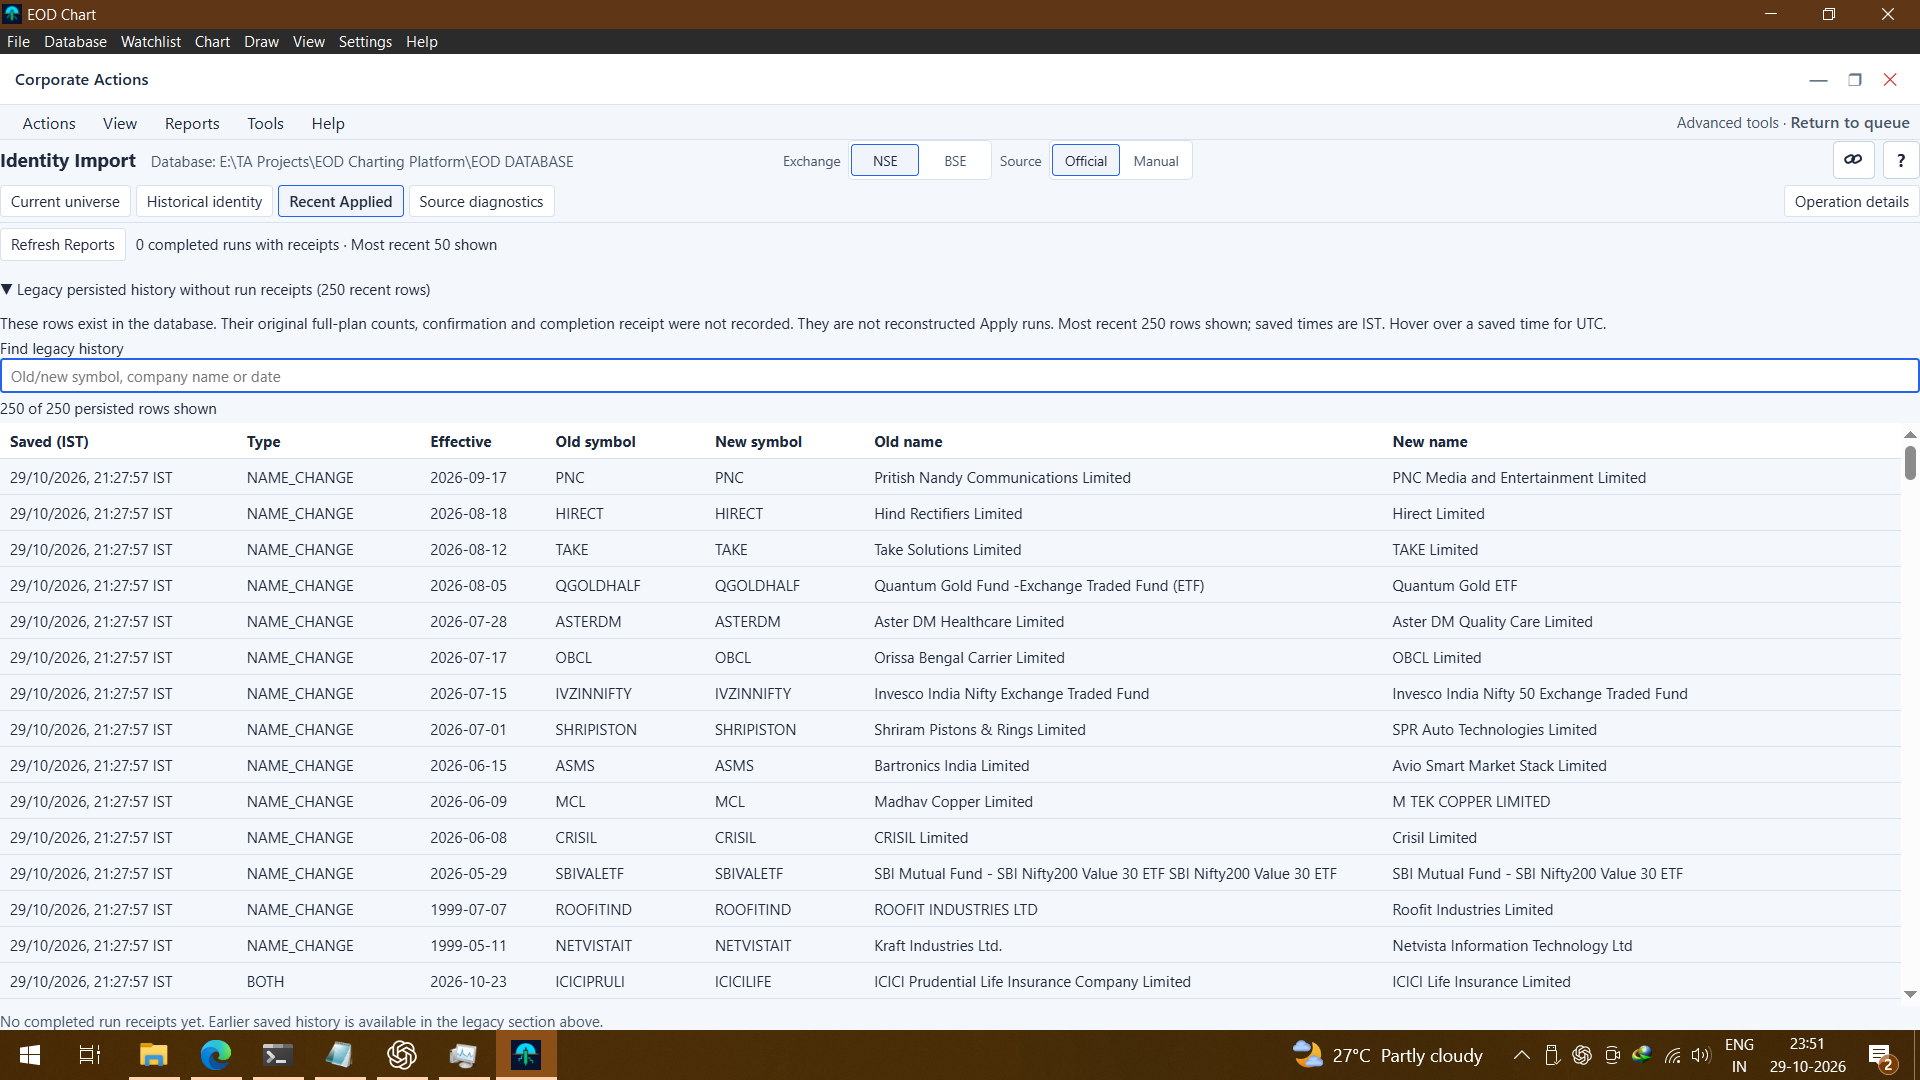 EOD Chart
File Database Watchlist Chart Draw View Settings Help
Corporate Actions
Actions View Reports Tools Help Advanced tools · Return to queue
Identity Import Database: E:\TA Projects\EOD Charting Platform\EOD DATABASE Exchange NSE BSE Source Official Manual ?
Current universe Historical identity Recent Applied Source diagnostics Operation details
Refresh Reports 0 completed runs with receipts · Most recent 50 shown
▼ Legacy persisted history without run receipts (250 recent rows)
These rows exist in the database. Their original full-plan counts, confirmation and completion receipt were not recorded. They are not reconstructed Apply runs. Most recent 250 rows shown; saved times are IST. Hover over a saved time for UTC.
Find legacy history
Old/new symbol, company name or date
250 of 250 persisted rows shown
Saved (IST) Type Effective Old symbol New symbol Old name New name
29/10/2026, 21:27:57 IST NAME_CHANGE 2026-09-17 PNC PNC Pritish Nandy Communications Limited PNC Media and Entertainment Limited
29/10/2026, 21:27:57 IST NAME_CHANGE 2026-08-18 HIRECT HIRECT Hind Rectifiers Limited Hirect Limited
29/10/2026, 21:27:57 IST NAME_CHANGE 2026-08-12 TAKE TAKE Take Solutions Limited TAKE Limited
29/10/2026, 21:27:57 IST NAME_CHANGE 2026-08-05 QGOLDHALF QGOLDHALF Quantum Gold Fund -Exchange Traded Fund (ETF) Quantum Gold ETF
29/10/2026, 21:27:57 IST NAME_CHANGE 2026-07-28 ASTERDM ASTERDM Aster DM Healthcare Limited Aster DM Quality Care Limited
29/10/2026, 21:27:57 IST NAME_CHANGE 2026-07-17 OBCL OBCL Orissa Bengal Carrier Limited OBCL Limited
29/10/2026, 21:27:57 IST NAME_CHANGE 2026-07-15 IVZINNIFTY IVZINNIFTY Invesco India Nifty Exchange Traded Fund Invesco India Nifty 50 Exchange Traded Fund
29/10/2026, 21:27:57 IST NAME_CHANGE 2026-07-01 SHRIPISTON SHRIPISTON Shriram Pistons & Rings Limited SPR Auto Technologies Limited
29/10/2026, 21:27:57 IST NAME_CHANGE 2026-06-15 ASMS ASMS Bartronics India Limited Avio Smart Market Stack Limited
29/10/2026, 21:27:57 IST NAME_CHANGE 2026-06-09 MCL MCL Madhav Copper Limited M TEK COPPER LIMITED
29/10/2026, 21:27:57 IST NAME_CHANGE 2026-06-08 CRISIL CRISIL CRISIL Limited Crisil Limited
29/10/2026, 21:27:57 IST NAME_CHANGE 2026-05-29 SBIVALETF SBIVALETF SBI Mutual Fund - SBI Nifty200 Value 30 ETF SBI Nifty200 Value 30 ETF SBI Mutual Fund - SBI Nifty200 Value 30 ETF
29/10/2026, 21:27:57 IST NAME_CHANGE 1999-07-07 ROOFITIND ROOFITIND ROOFIT INDUSTRIES LTD Roofit Industries Limited
29/10/2026, 21:27:57 IST NAME_CHANGE 1999-05-11 NETVISTAIT NETVISTAIT Kraft Industries Ltd. Netvista Information Technology Ltd
29/10/2026, 21:27:57 IST BOTH 2026-10-23 ICICIPRULI ICICILIFE ICICI Prudential Life Insurance Company Limited ICICI Life Insurance Limited
No completed run receipts yet. Earlier saved history is available in the legacy section above.
27°C Partly cloudy ENG IN 23:51 29-10-2026 2